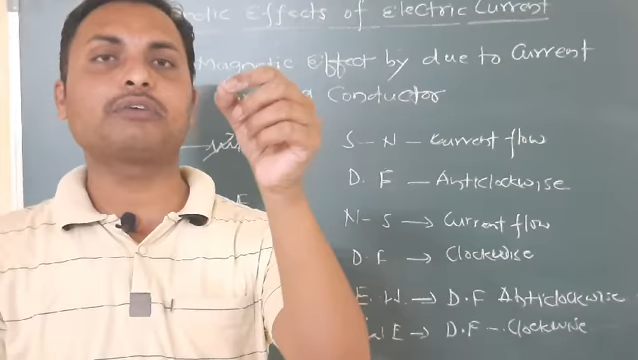 Effects of Electric Current
Magnetic Effect by due to Current
a Conductor
S - N - Current flow
D. F - Anticlockwise
N - S → Current flow
D. F → Clockwise
E. W. → D.F Anticlockwise
W E → D.F - Clockwise